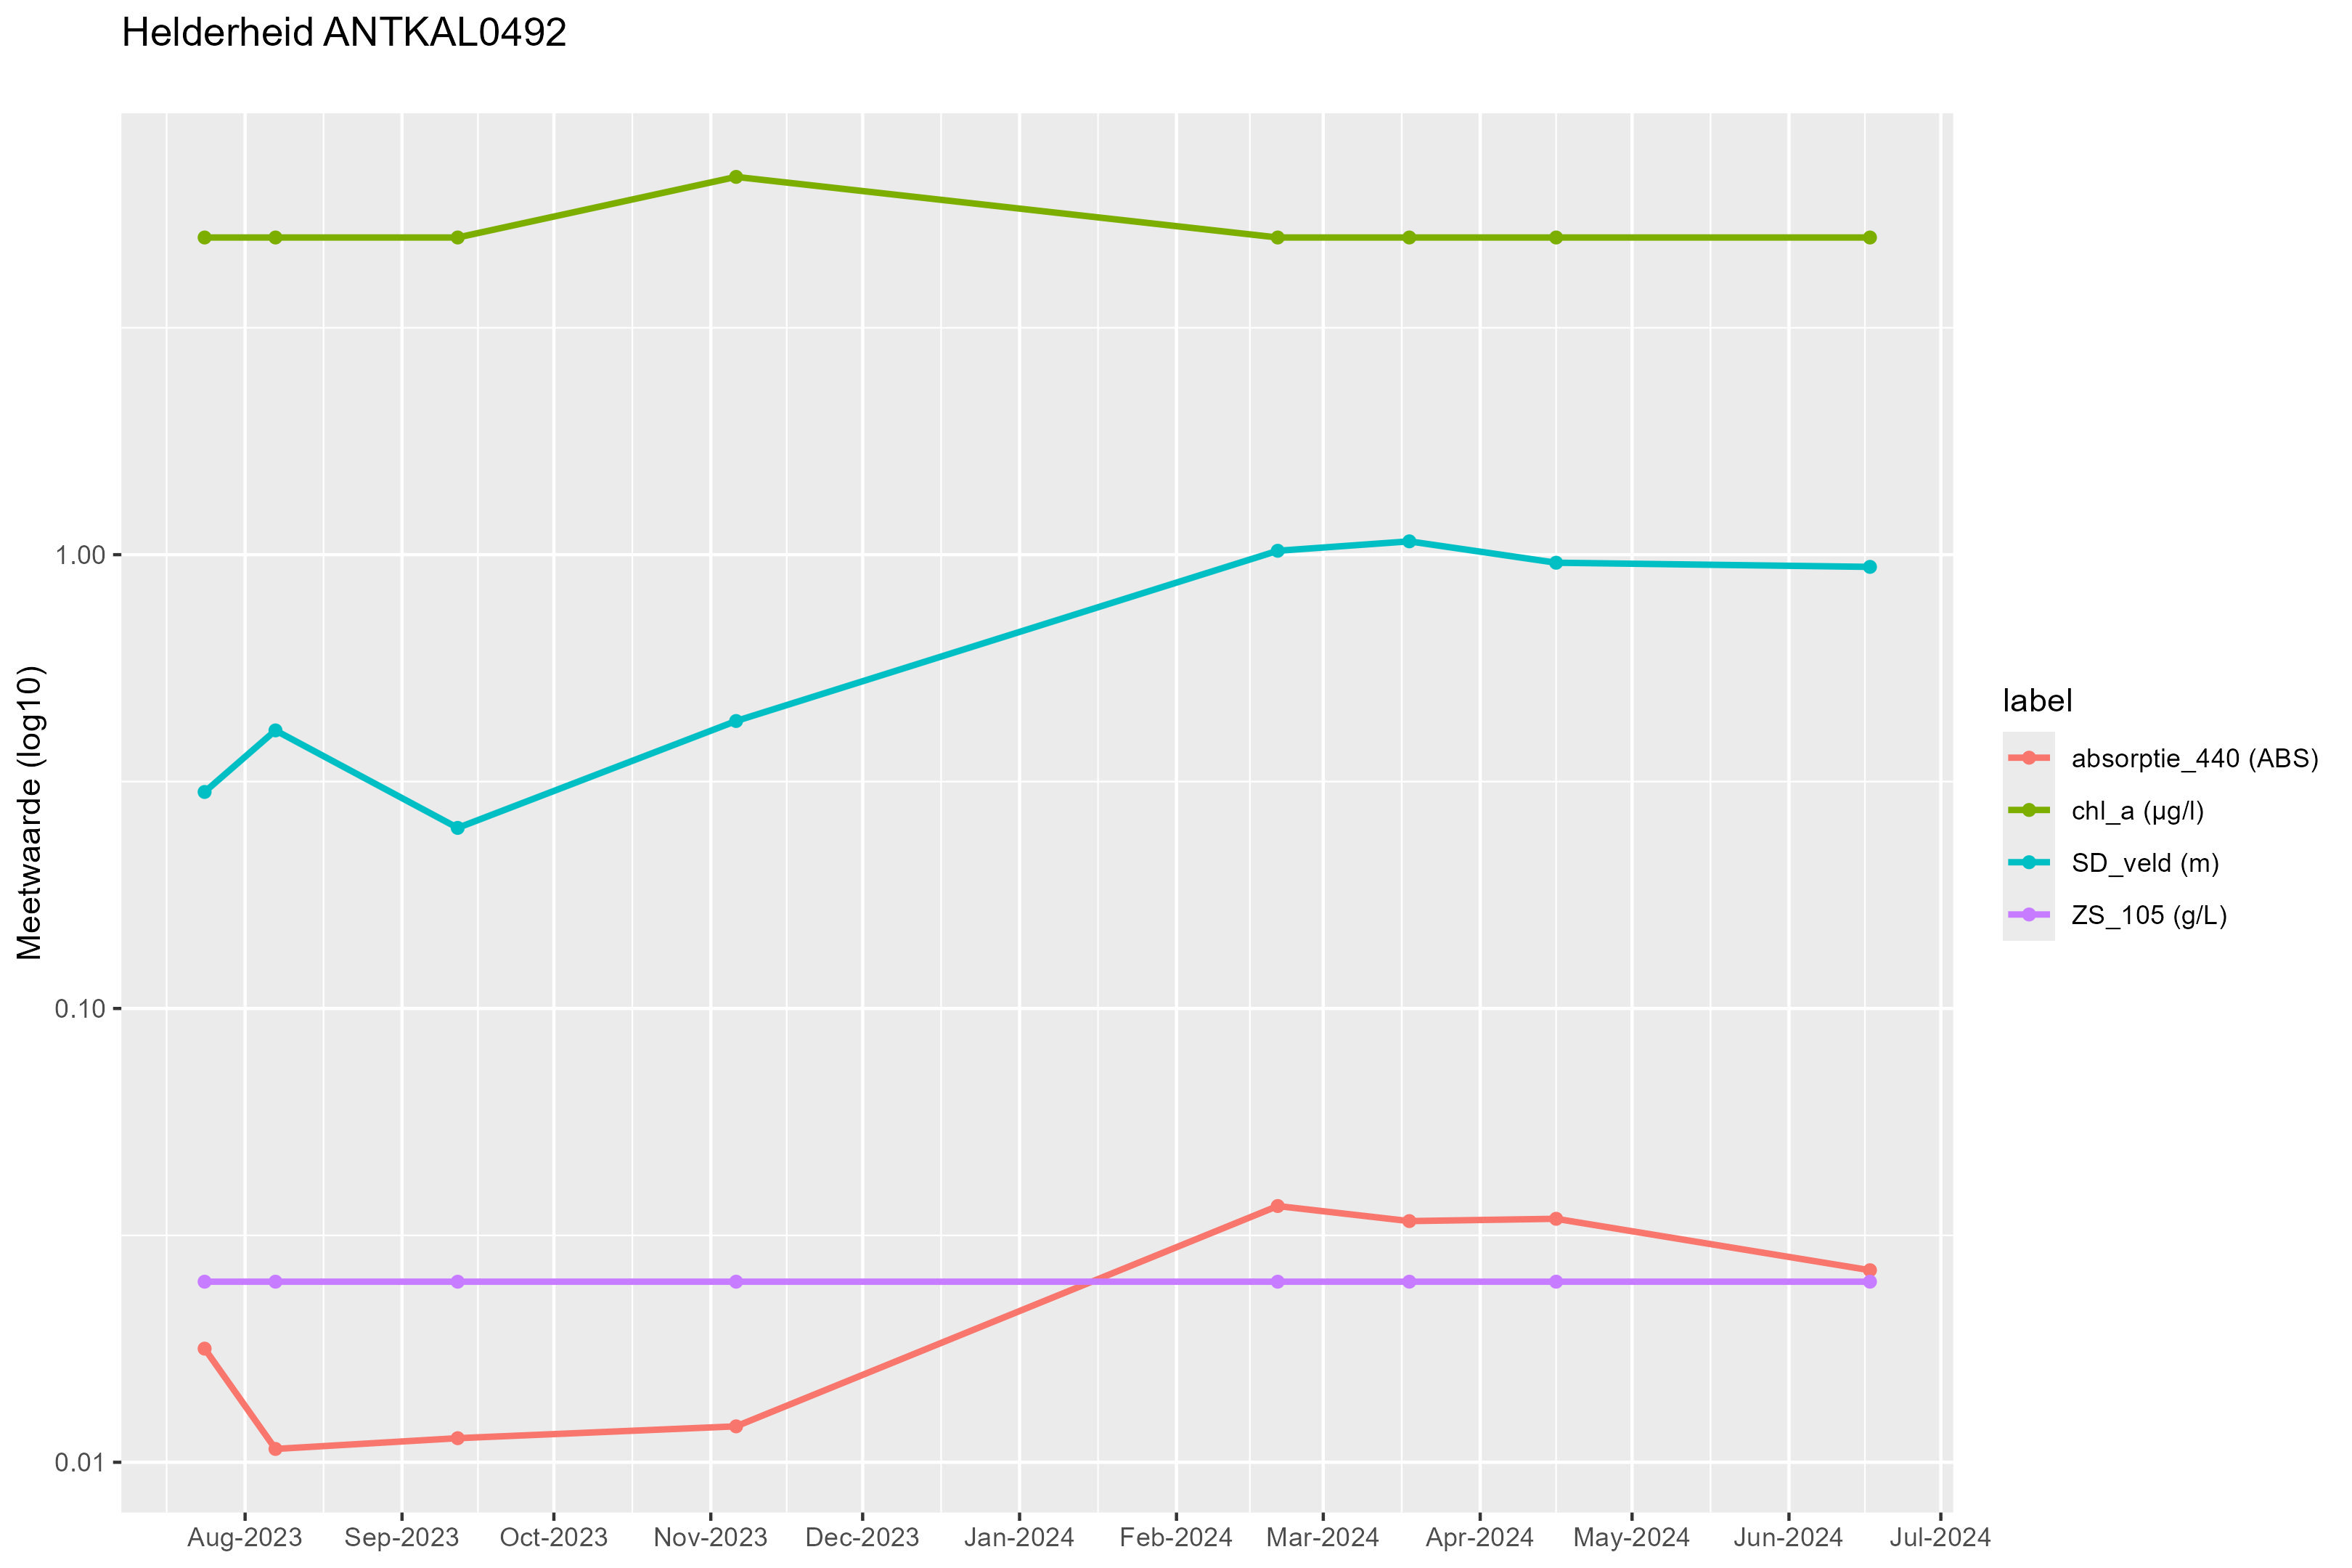 Helderheid ANTKAL0492
Meetwaarde (log10)
1.00
0.10
0.01
Aug-2023
Sep-2023
Oct-2023
Nov-2023
Dec-2023
Jan-2024
Feb-2024
Mar-2024
Apr-2024
May-2024
Jun-2024
Jul-2024
label
absorptie_440 (ABS)
chl_a (µg/l)
SD_veld (m)
ZS_105 (g/L)